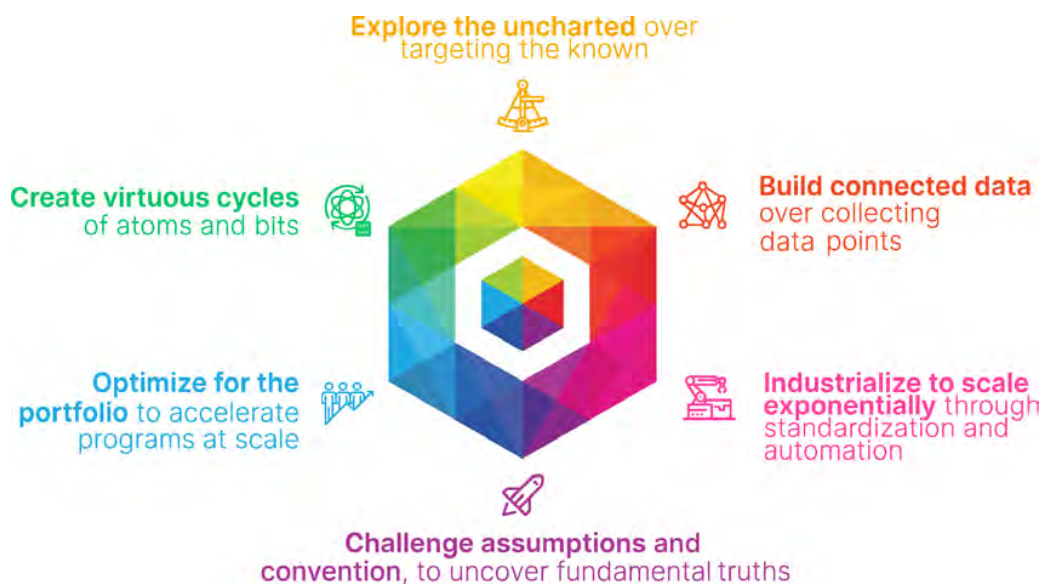 Explore the uncharted over
targeting the known
Create virtuous cycles
of atoms and bits
Build connected data
over collecting
data points
Optimize for the
portfolio to accelerate
programs at scale
Industrialize to scale
exponentially through
standardization and
automation
Challenge assumptions and
convention, to uncover fundamental truths